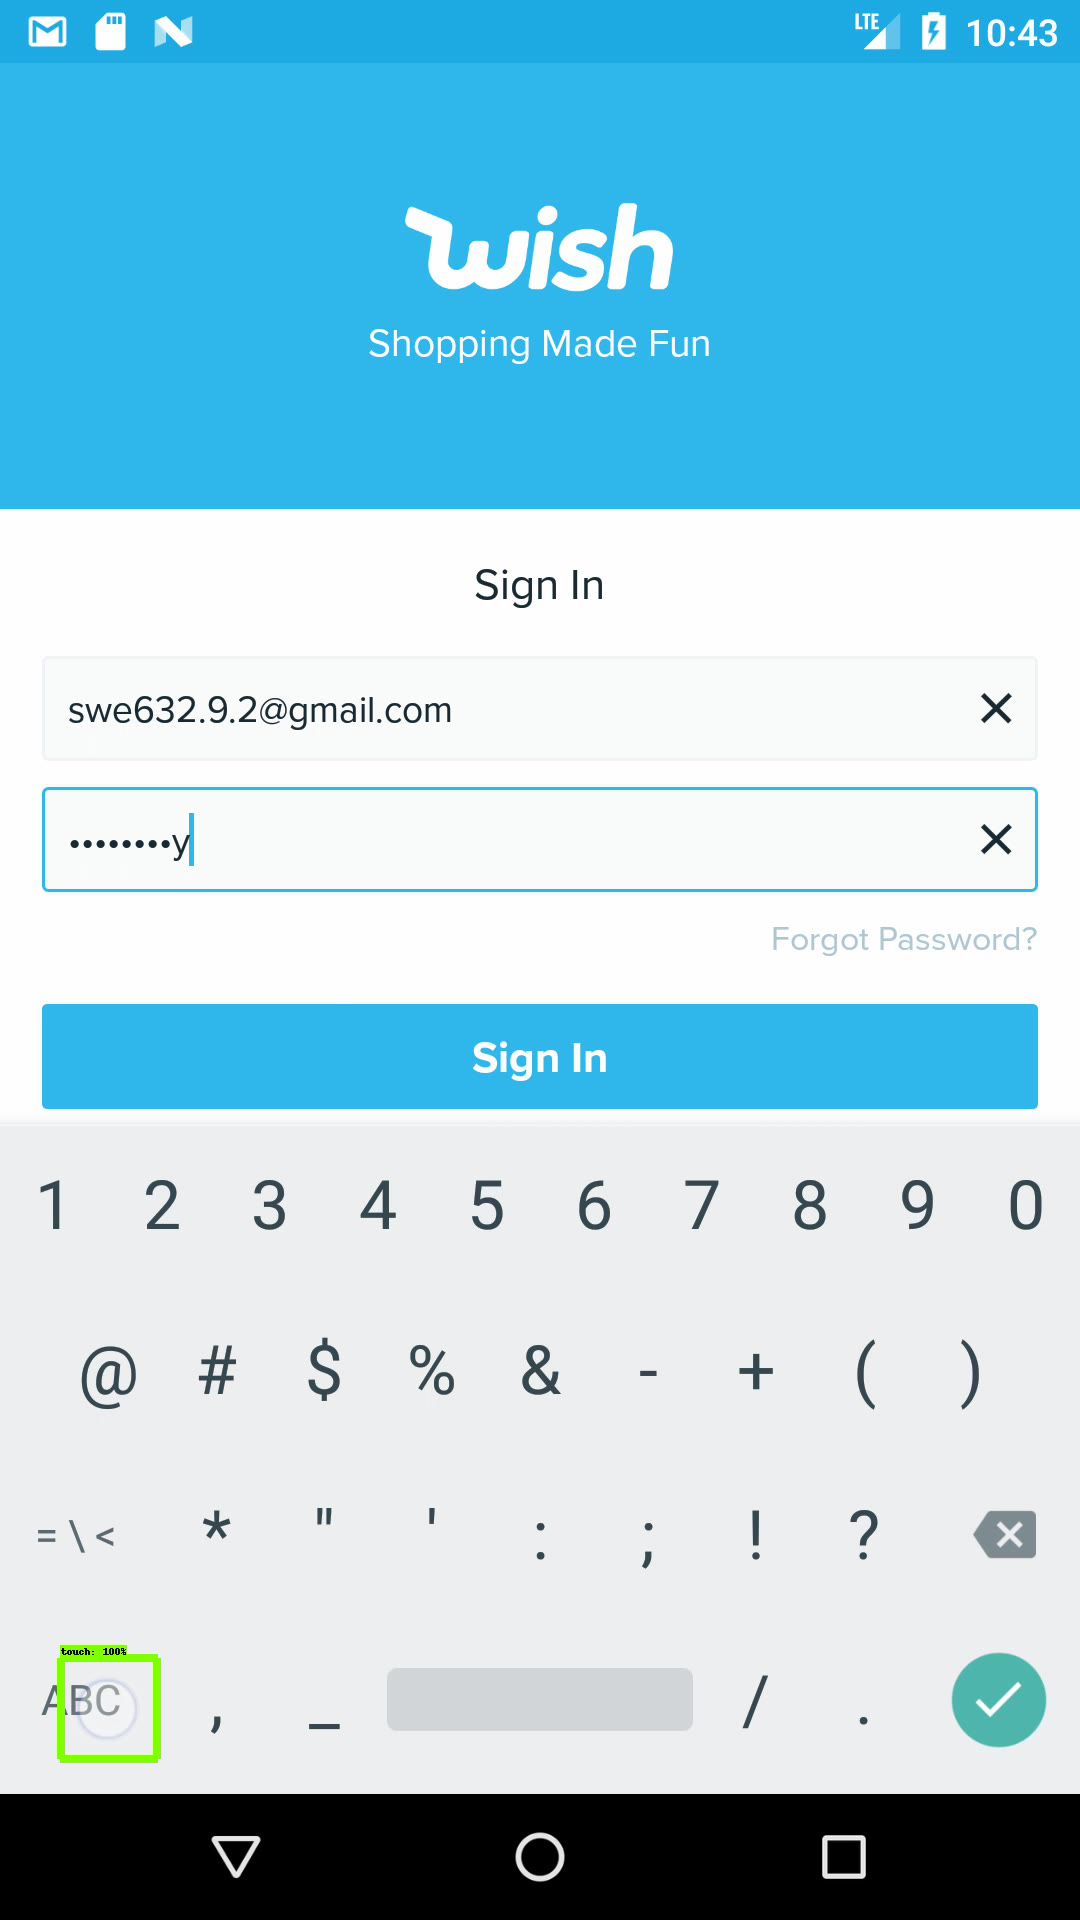 LTE 10:43
wish
Shopping Made Fun
Sign In
swe632.9.2@gmail.com
••••••••y
Forgot Password?
Sign In
1 2 3 4 5 6 7 8 9 0
@ # $ % & - + ( )
= \ < * " ' : ; ! ?
touch: 100%
ABC , _ / .